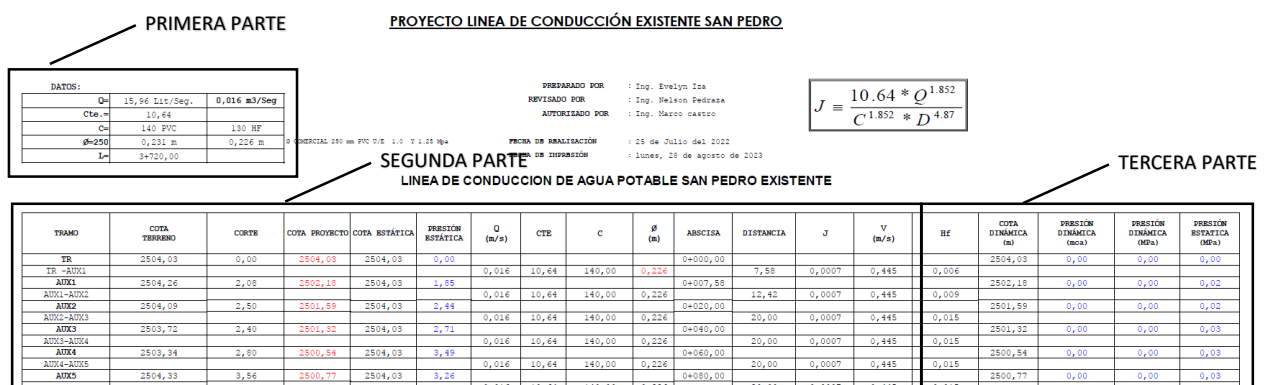 PRIMERA PARTE
PROYECTO LINEA DE CONDUCCIÓN EXISTENTE SAN PEDRO
DATOS:
Q= 15,96 Lit/Seg. 0,016 m3/Seg
Cte.= 10,64
C= 140 PVC 130 HF
Ø=250 0,231 m 0,226 m Ø COMERCIAL 250 mm PVC U/E 1.0 Y 1.25 Mpa
L= 3+720,00
PREPARADO POR : Ing. Evelyn Iza
REVISADO POR : Ing. Nelson Pedraza
AUTORIZADO POR : Ing. Marco castro
FECHA DE REALISACIÓN : 25 de Julio del 2022
FECHA DE IMPRESIÓN : lunes, 28 de agosto de 2023
J = 10.64 * Q^1.852 / C^1.852 * D^4.87
SEGUNDA PARTE
TERCERA PARTE
LINEA DE CONDUCCION DE AGUA POTABLE SAN PEDRO EXISTENTE
TRAMO COTA TERRENO CORTE COTA PROYECTO COTA ESTÁTICA PRESIÓN ESTÁTICA Q (m/s) CTE C Ø (m) ABSCISA DISTANCIA J V (m/s) Hf COTA DINÁMICA (m) PRESIÓN DINÁMICA (mca) PRESIÓN DINÁMICA (MPa) PRESIÓN ESTATICA (MPa)
TR 2504,03 0,00 2504,03 2504,03 0,00 0+000,00 2504,03 0,00 0,00 0,00
TR -AUX1 0,016 10,64 140,00 0,226 7,58 0,0007 0,445 0,006
AUX1 2504,26 2,08 2502,18 2504,03 1,85 0+007,58 2502,18 0,00 0,00 0,02
AUX1-AUX2 0,016 10,64 140,00 0,226 12,42 0,0007 0,445 0,009
AUX2 2504,09 2,50 2501,59 2504,03 2,44 0+020,00 2501,59 0,00 0,00 0,02
AUX2-AUX3 0,016 10,64 140,00 0,226 20,00 0,0007 0,445 0,015
AUX3 2503,72 2,40 2501,32 2504,03 2,71 0+040,00 2501,32 0,00 0,00 0,03
AUX3-AUX4 0,016 10,64 140,00 0,226 20,00 0,0007 0,445 0,015
AUX4 2503,34 2,80 2500,54 2504,03 3,49 0+060,00 2500,54 0,00 0,00 0,03
AUX4-AUX5 0,016 10,64 140,00 0,226 20,00 0,0007 0,445 0,015
AUX5 2504,33 3,56 2500,77 2504,03 3,26 0+080,00 2500,77 0,00 0,00 0,03